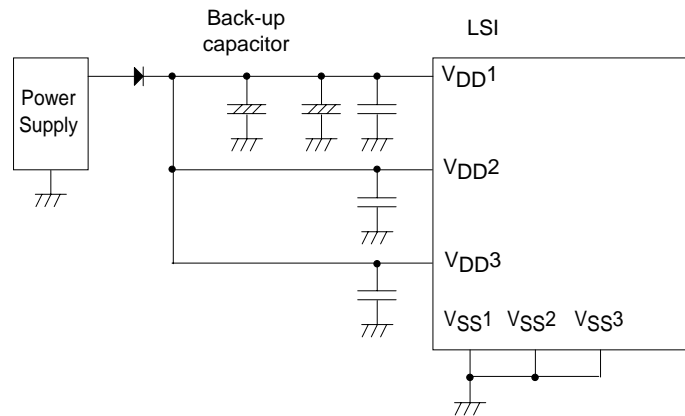 Back-up
capacitor
LSI
Power
Supply
VDD1
VDD2
VDD3
VSS1 VSS2 VSS3